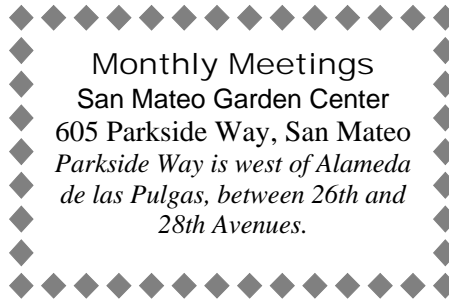 Monthly Meetings
San Mateo Garden Center
605 Parkside Way, San Mateo
Parkside Way is west of Alameda
de las Pulgas, between 26th and
28th Avenues.